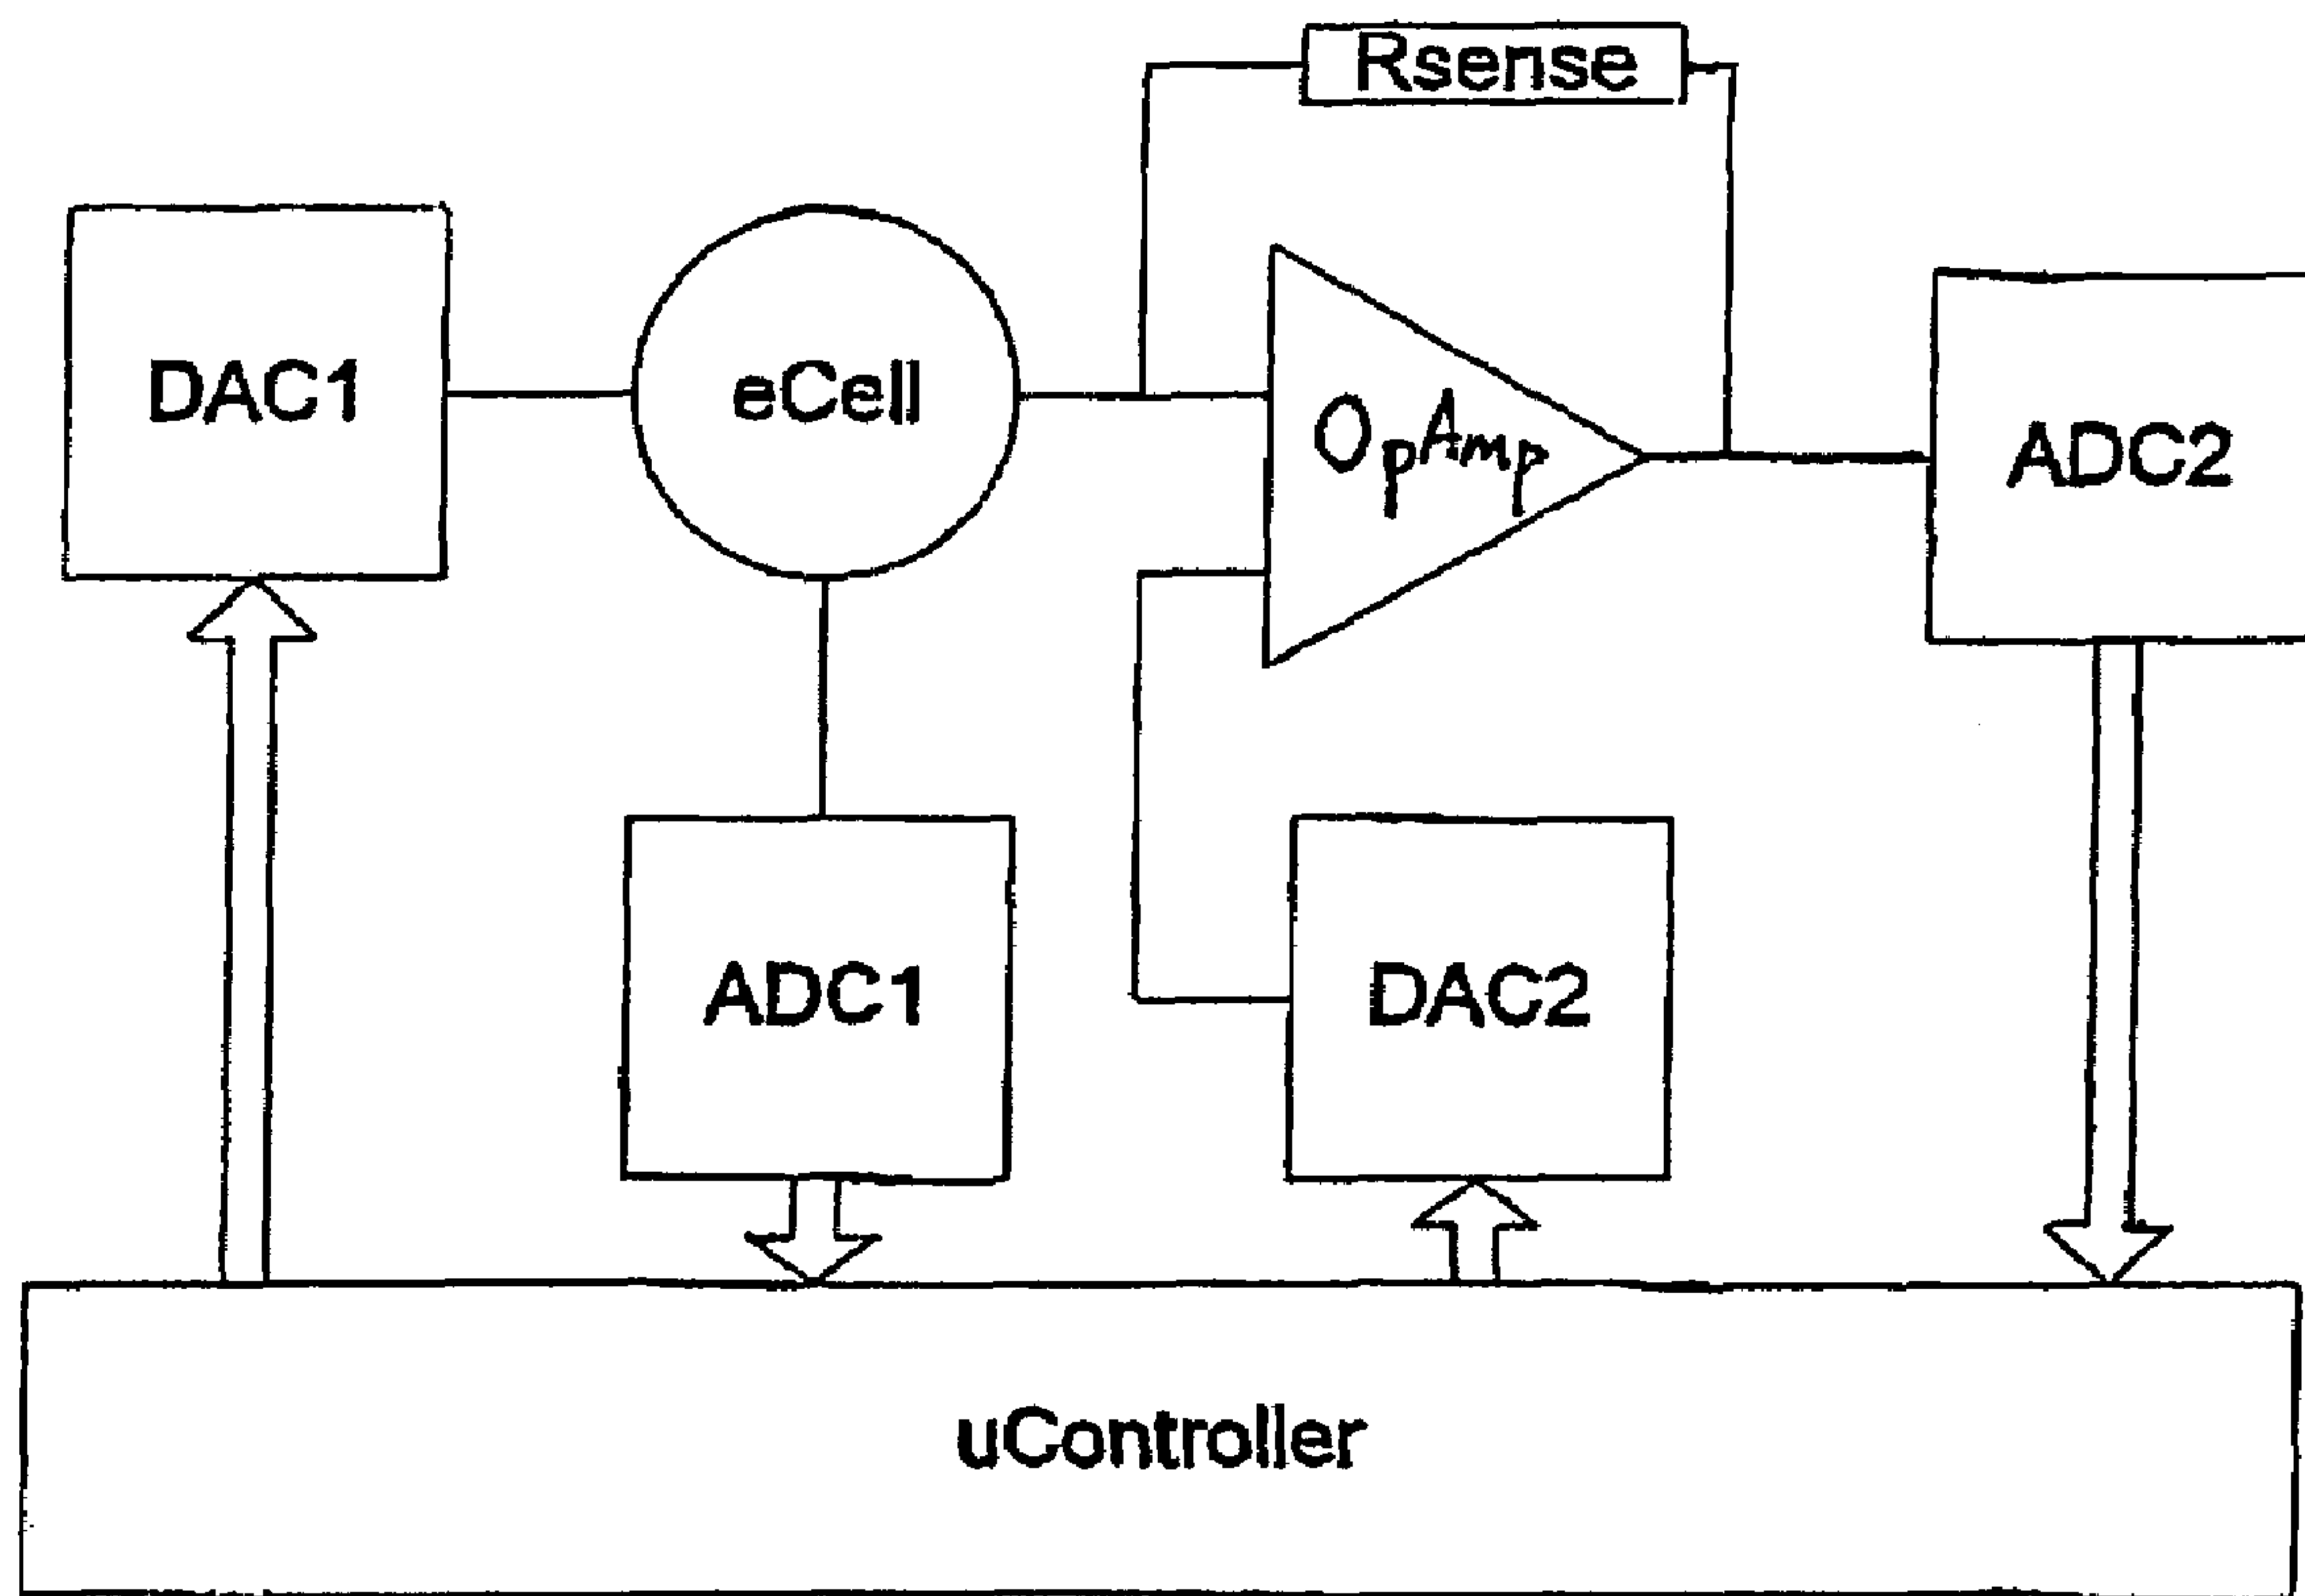 Rsense
DAC1
eCell
OpAmp
ADC2
ADC1
DAC2
uController